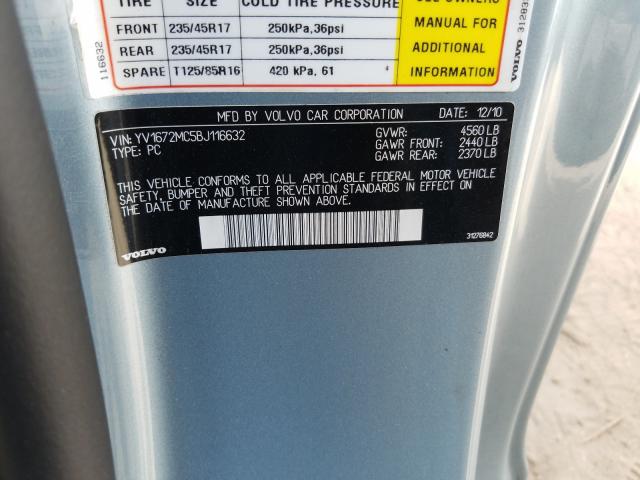 TIRE SIZE COLD TIRE PRESSURE
SEE OWNERS
MANUAL FOR
ADDITIONAL
INFORMATION
FRONT 235/45R17 250kPa,36psi
REAR 235/45R17 250kPa,36psi
SPARE T125/85R16 420 kPa, 61
116632
VOLVO
MFD BY VOLVO CAR CORPORATION DATE: 12/10
VIN: YV1672MC5BJ116632
TYPE: PC
GVWR: 4560 LB
GAWR FRONT: 2440 LB
GAWR REAR: 2370 LB
THIS VEHICLE CONFORMS TO ALL APPLICABLE FEDERAL MOTOR VEHICLE
SAFETY, BUMPER AND THEFT PREVENTION STANDARDS IN EFFECT ON
THE DATE OF MANUFACTURE SHOWN ABOVE.
VOLVO
31276842